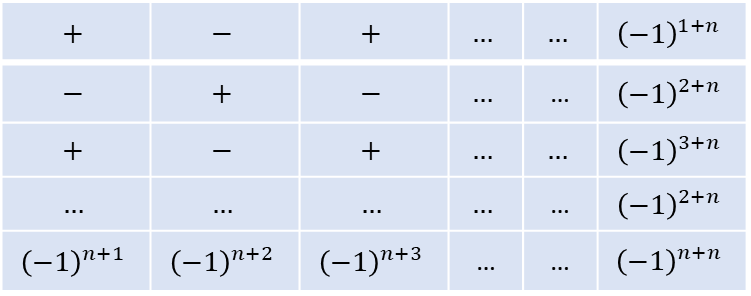 + − + ... ... (−1)¹⁺ⁿ
− + − ... ... (−1)²⁺ⁿ
+ − + ... ... (−1)³⁺ⁿ
... ... ... ... ... (−1)²⁺ⁿ
(−1)ⁿ⁺¹ (−1)ⁿ⁺² (−1)ⁿ⁺³ ... ... (−1)ⁿ⁺ⁿ